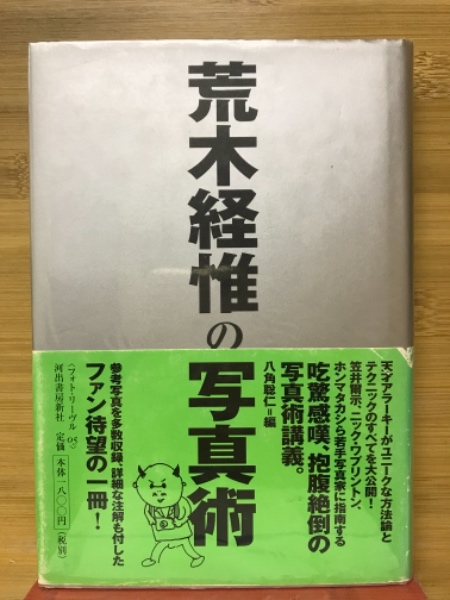 荒木経惟の写真術
天才アラーキーがユニークな方法論と
テクニックのすべてを大公開！
笠井爾示、ニック・ワプリントン、
ホンマタカシら若手写真家に指南する
吃驚感嘆、抱腹絶倒の
写真術講義。
八角聡仁＝編
参考写真を多数収録、詳細な注解も付した
ファン待望の一冊！
〈フォト・リーヴル 05〉
河出書房新社 定価 本体一八〇〇円（税別）